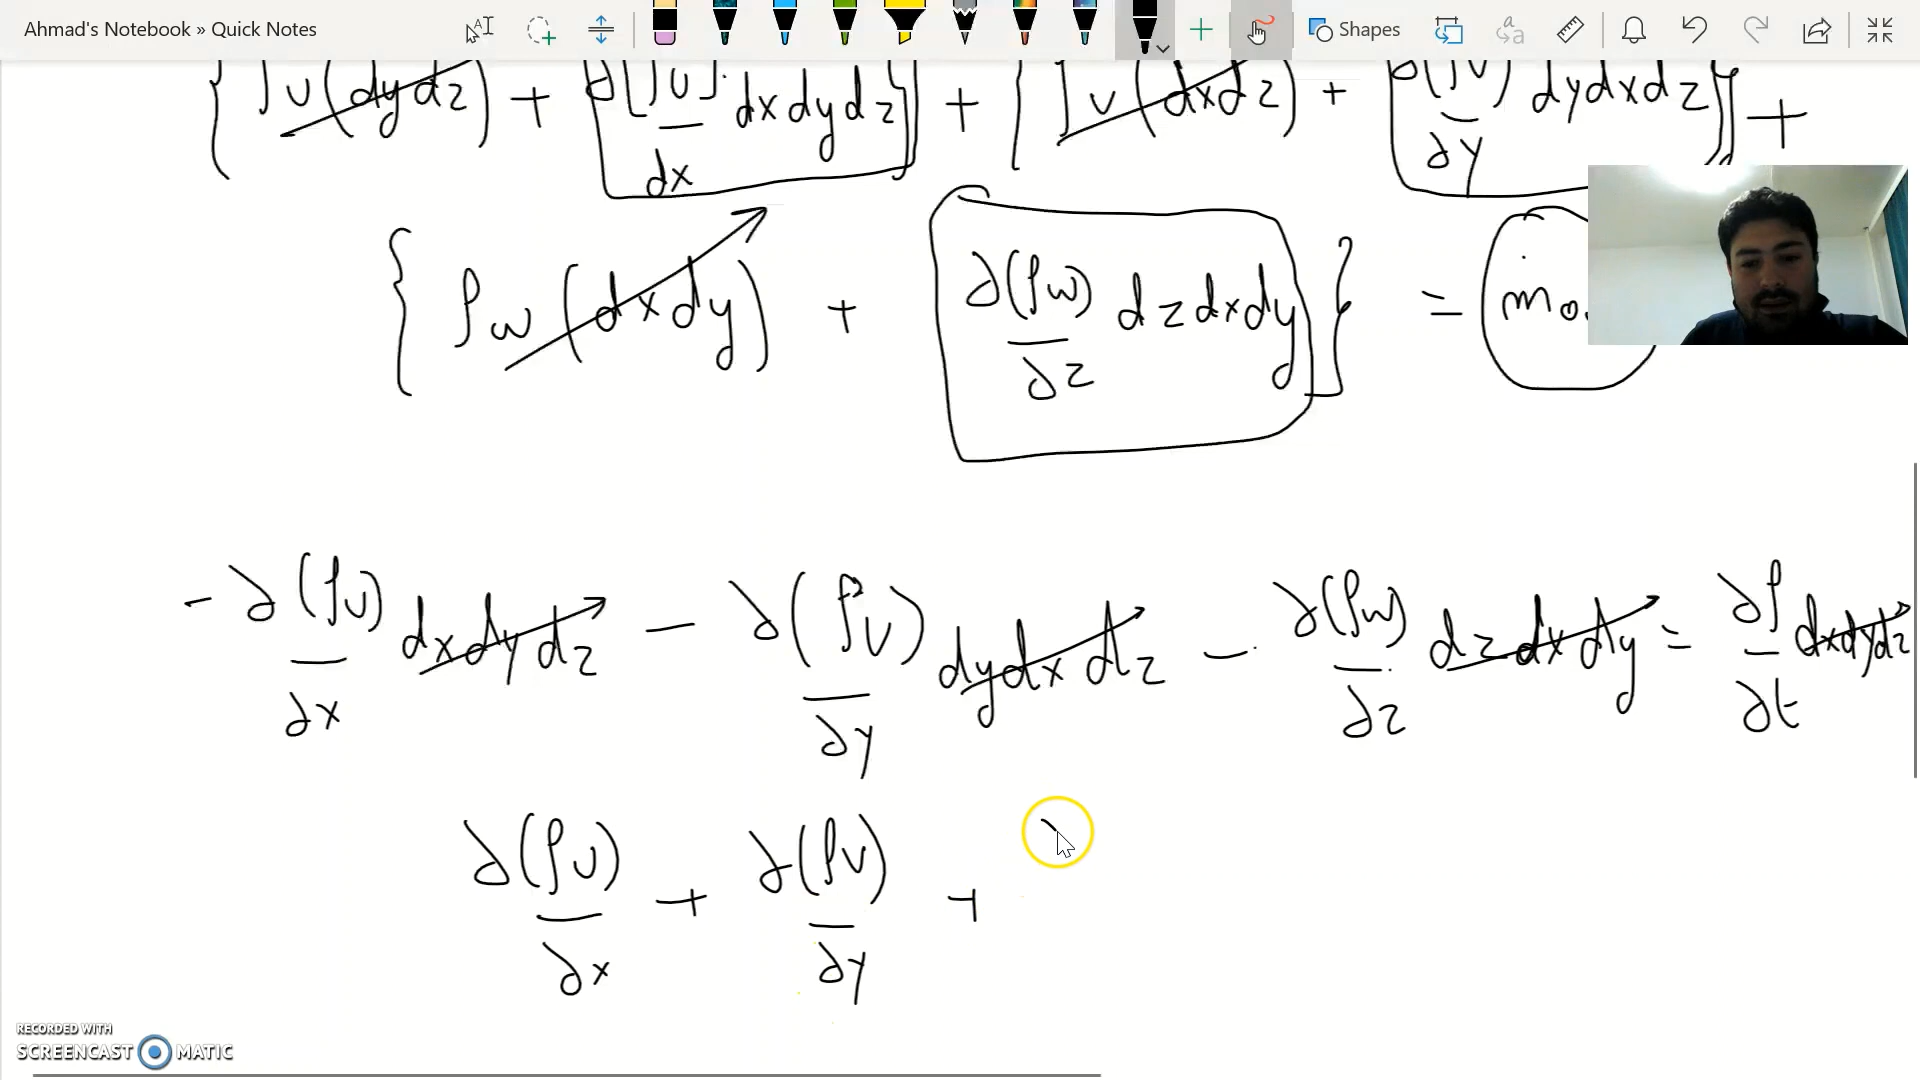 Ahmad's Notebook » Quick Notes
Shapes
{ρu(dydz) + ∂(ρu)/dx dxdydz} + {ρv(dxdz) + ∂(ρv)/∂y dydxdz} +
{ρw(dxdy) + ∂(ρw)/∂z dzdxdy} = ṁo
- ∂(ρu)/∂x dxdydz - ∂(ρv)/∂y dydxdz - ∂(ρw)/∂z dzdxdy = ∂ρ/∂t dxdydz
∂(ρu)/∂x + ∂(ρv)/∂y +
RECORDED WITH
SCREENCAST MATIC